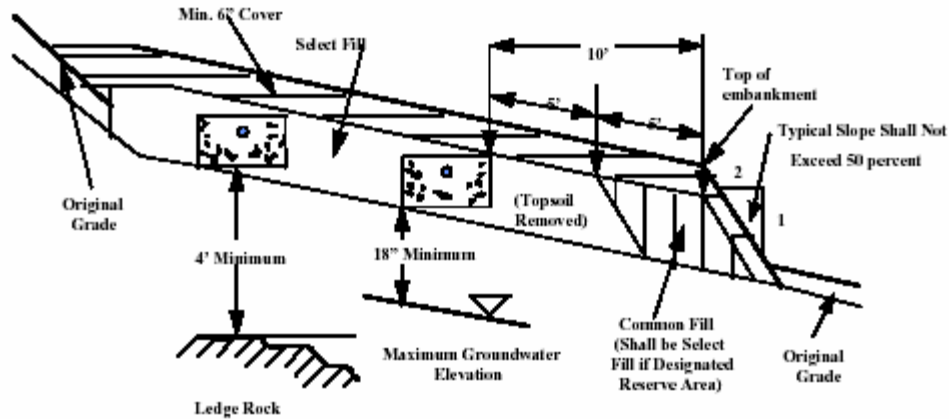 Min. 6" Cover
Select Fill
10'
5'
5'
Top of
embankment
Typical Slope Shall Not
Exceed 50 percent
2
1
Original
Grade
(Topsoil
Removed)
4' Minimum
18" Minimum
Common Fill
(Shall be Select
Fill if Designated
Reserve Area)
Original
Grade
Maximum Groundwater
Elevation
Ledge Rock